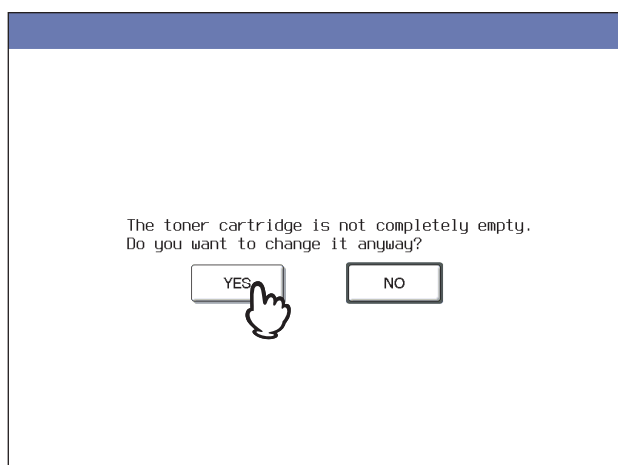 The toner cartridge is not completely empty.
Do you want to change it anyway?
YES NO